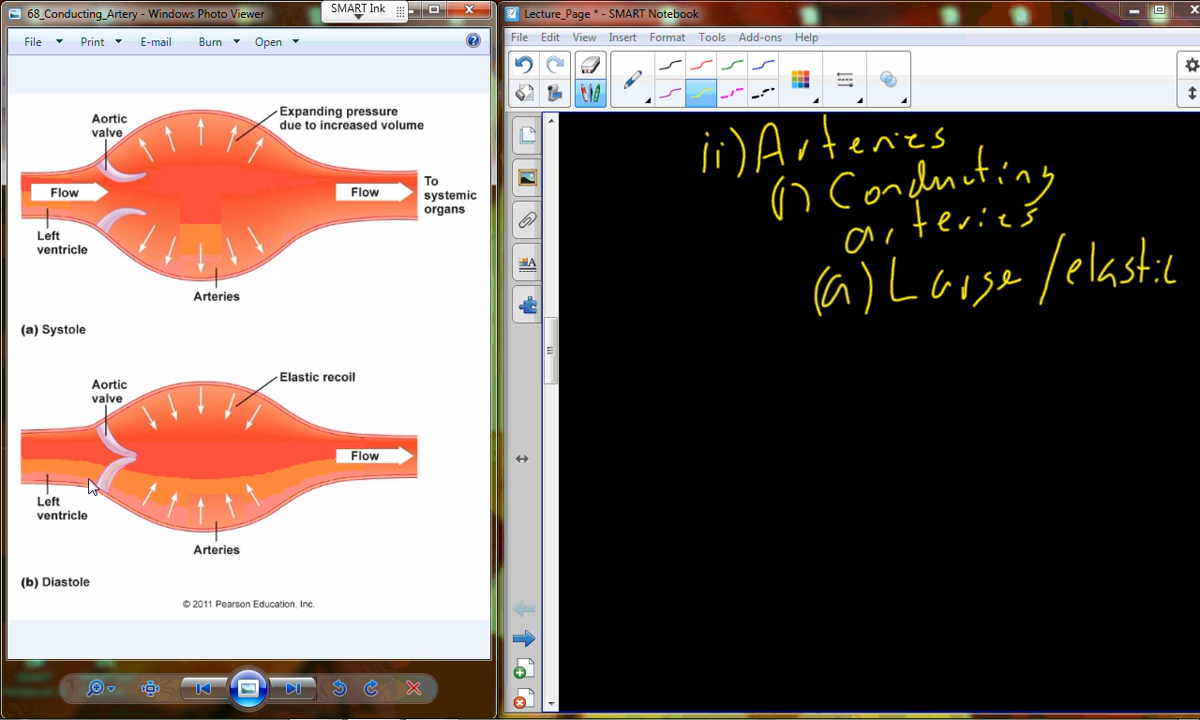 68_Conducting_Artery - Windows Photo Viewer
SMART Ink
File Print E-mail Burn Open
Aortic
valve
Expanding pressure
due to increased volume
Flow
Flow
To
systemic
organs
Left
ventricle
Arteries
(a) Systole
Aortic
valve
Elastic recoil
Flow
Left
ventricle
Arteries
(b) Diastole
© 2011 Pearson Education, Inc.
Lecture_Page * - SMART Notebook
File Edit View Insert Format Tools Add-ons Help
ii) Arteries
(1) Conducting
arteries
(a) Large/elastic